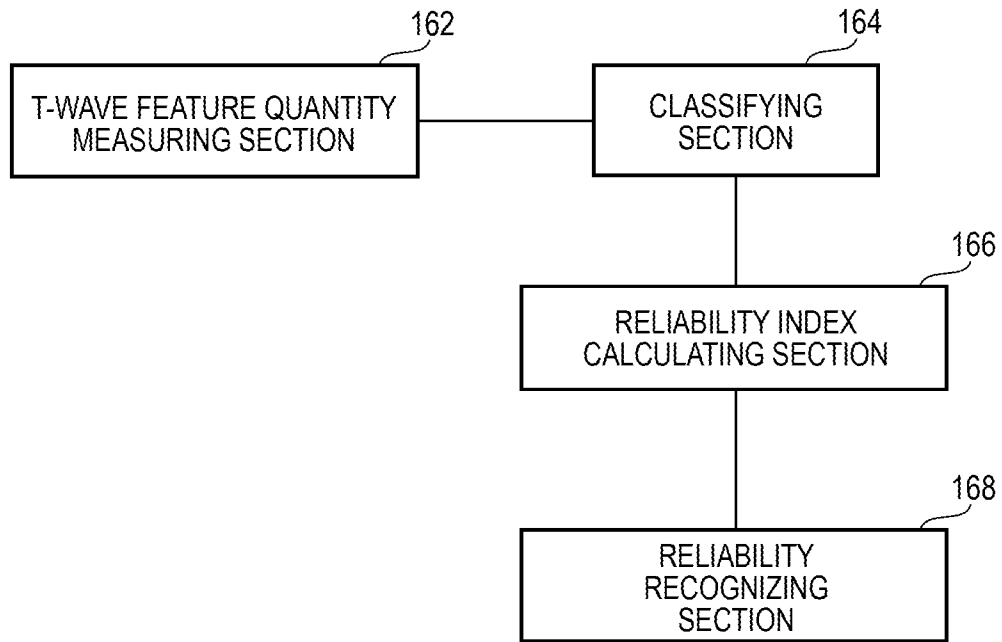 162
T-WAVE FEATURE QUANTITY
MEASURING SECTION
164
CLASSIFYING
SECTION
166
RELIABILITY INDEX
CALCULATING SECTION
168
RELIABILITY
RECOGNIZING
SECTION